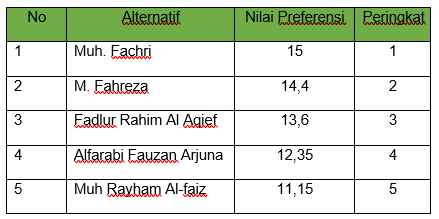 No Alternatif Nilai Preferensi Peringkat
1 Muh. Fachri 15 1
2 M. Fahreza 14,4 2
3 Fadlur Rahim Al Aqief 13,6 3
4 Alfarabi Fauzan Arjuna 12,35 4
5 Muh Rayham Al-faiz 11,15 5